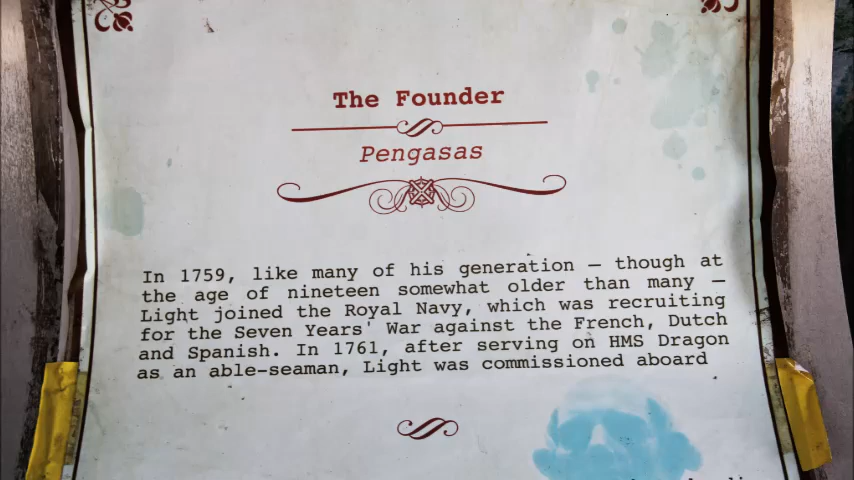 The Founder
Pengasas
In 1759, like many of his generation — though at
the age of nineteen somewhat older than many —
Light joined the Royal Navy, which was recruiting
for the Seven Years' War against the French, Dutch
and Spanish. In 1761, after serving on HMS Dragon
as an able-seaman, Light was commissioned aboard